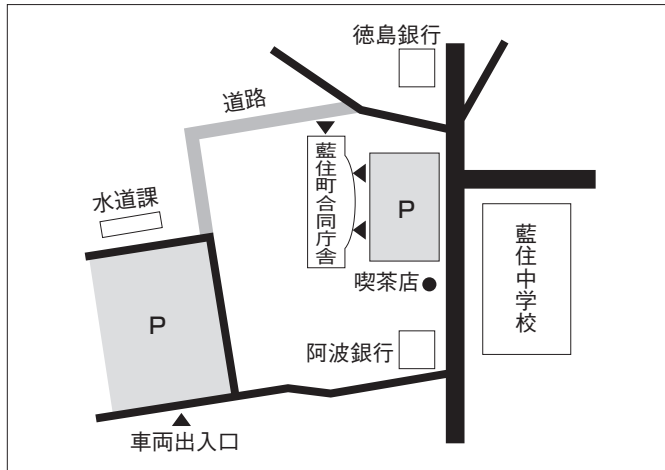 徳島銀行
道路
藍住町合同庁舎
P
水道課
藍住中学校
喫茶店
P
阿波銀行
車両出入口